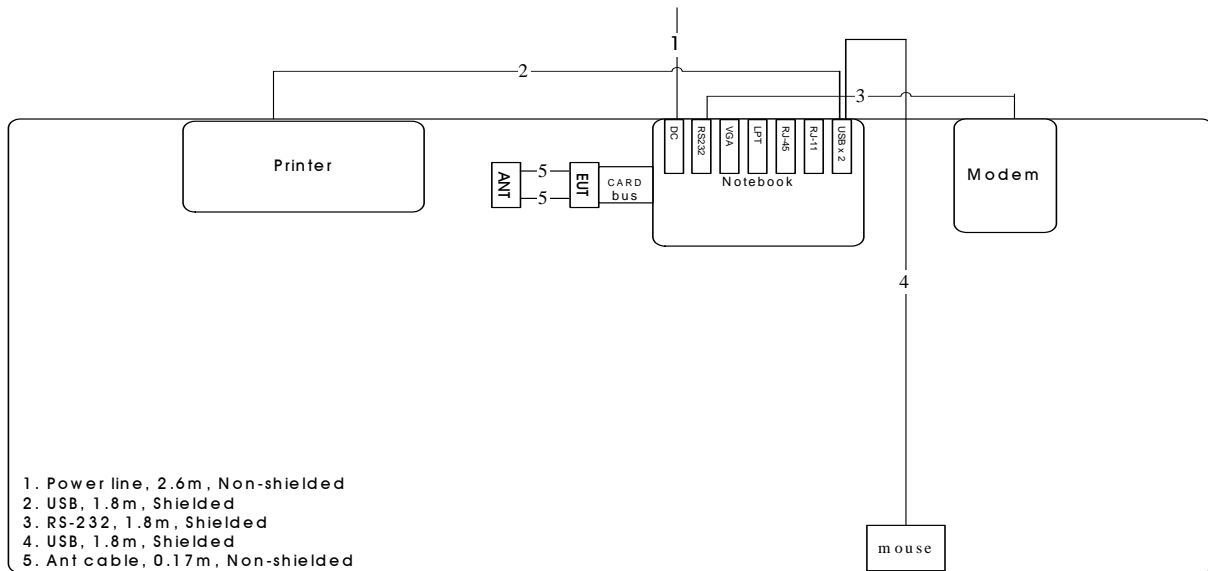 1
2
3
DC
RS232
VGA
LPT
RJ-45
RJ-11
USB x 2
Printer
ANT
5
5
EUT
CARD
bus
Notebook
Modem
4
1. Power line, 2.6m, Non-shielded
2. USB, 1.8m, Shielded
3. RS-232, 1.8m, Shielded
4. USB, 1.8m, Shielded
5. Ant cable, 0.17m, Non-shielded
mouse